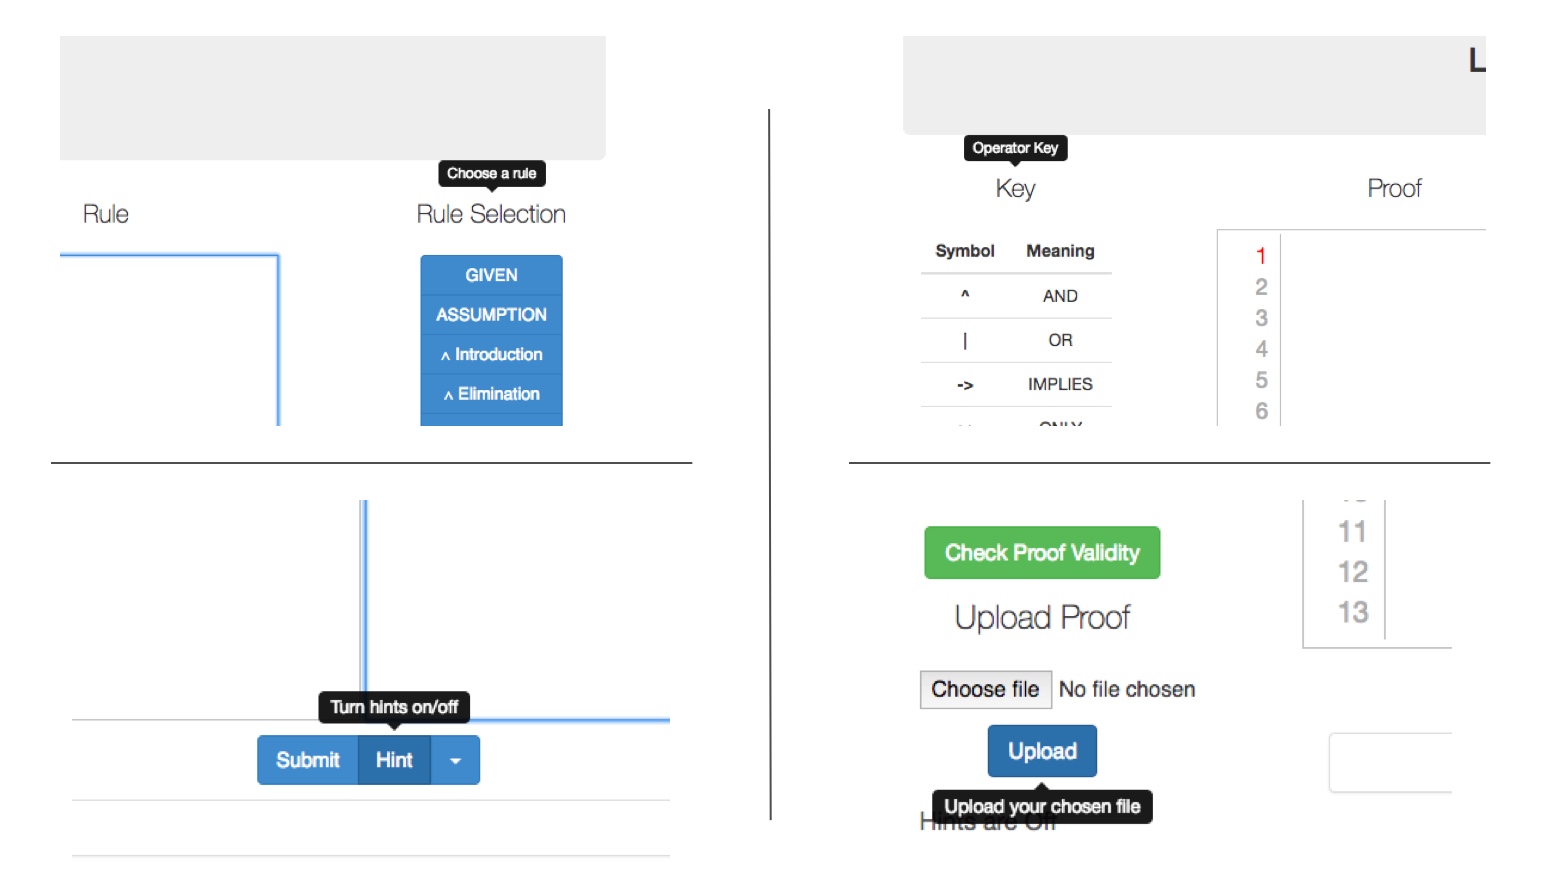 Choose a rule
Rule
Rule Selection
GIVEN
ASSUMPTION
^ Introduction
^ Elimination
L
Operator Key
Key
Proof
Symbol Meaning
^ AND
| OR
-> IMPLIES
ONLY
1
2
3
4
5
6
Turn hints on/off
Submit Hint
Check Proof Validity
Upload Proof
Choose file No file chosen
Upload
Upload your chosen file
Hints are Off
11
12
13